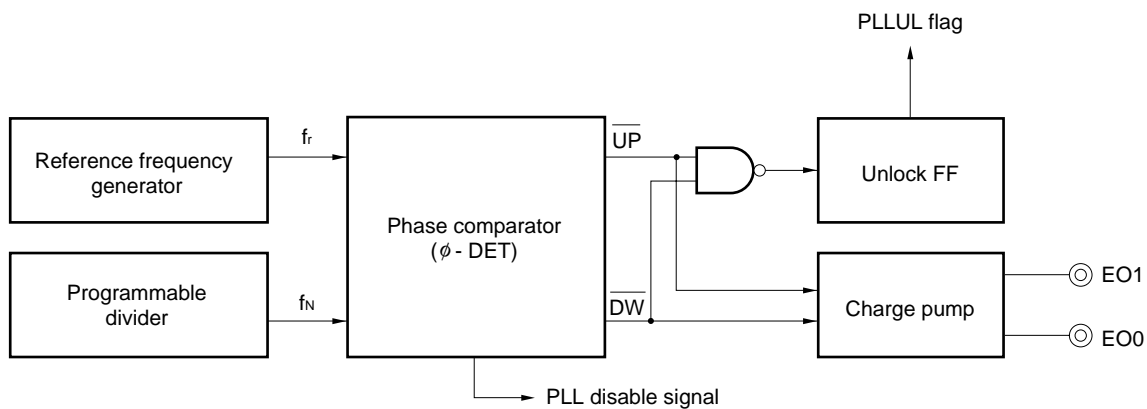 PLLUL flag
Reference frequency
generator
fr
Phase comparator
(ϕ - DET)
UP
Unlock FF
Programmable
divider
fN
DW
Charge pump
EO1
EO0
PLL disable signal